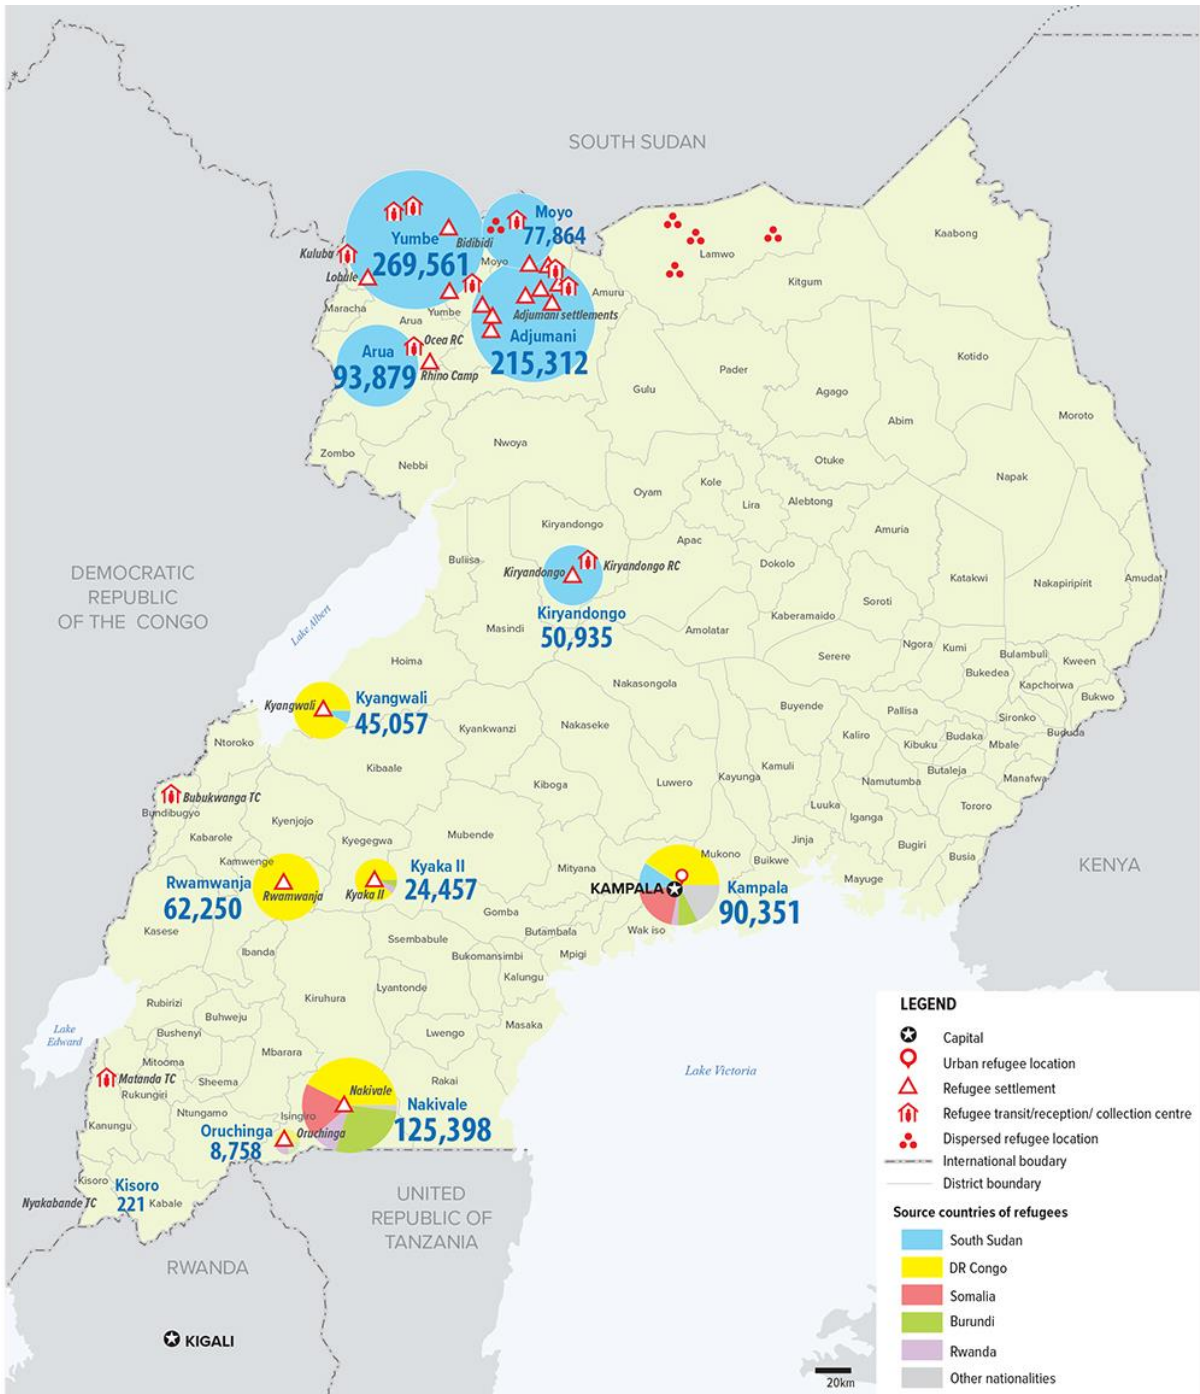 SOUTH SUDAN
Moyo
77,864
Yumbe
269,561
Bidibidi
Moyo
Kuluba
Lobule
Kaabong
Lamwo
Kitgum
Amuru
Maracha
Arua
Yumbe
Adjumani settlements
Adjumani
215,312
Ocea RC
Arua
93,879
Rhino Camp
Kotido
Pader
Gulu
Agago
Moroto
Abim
Nwoya
Zombo
Nebbi
Otuke
Napak
Kole
Oyam
Lira
Alebtong
Kiryandongo
Amuria
Apac
Buliisa
Kiryandongo
Kiryandongo RC
Dokolo
Katakwi
Nakapiripirit
Amudat
DEMOCRATIC
REPUBLIC
OF THE CONGO
Soroti
Kiryandongo
50,935
Kaberamaido
Lake Albert
Masindi
Amolatar
Ngora
Kumi
Serere
Bulambuli
Kween
Hoima
Bukedea
Nakasongola
Kapchorwa
Kyangwali
Kyangwali
45,057
Bukwo
Buyende
Pallisa
Sironko
Kyankwanzi
Nakaseke
Kaliro
Budaka
Bududa
Ntoroko
Kibuku
Mbale
Kibaale
Kamuli
Butaleja
Kayunga
Namutumba
Manafwa
Luwero
Kiboga
Bubukwanga TC
Bundibugyo
Luuka
Tororo
Iganga
Kyenjojo
Mubende
Kabarole
Kyegegwa
Jinja
Bugiri
Mukono
Buikwe
Busia
Kamwenge
Kyaka II
24,457
Mityana
KENYA
Rwamwanja
62,250
Rwamwanja
Kyaka II
KAMPALA
Kampala
90,351
Mayuge
Gomba
Kasese
Butambala
Wak iso
Ssembabule
Ibanda
Bukomansimbi
Mpigi
Kalungu
Lyantonde
Kiruhura
Rubirizi
Buhweju
Masaka
Lake
Edward
Bushenyi
Lwengo
Mbarara
Mitooma
Lake Victoria
Matanda TC
Sheema
Rakai
Rukungiri
Nakivale
Nakivale
125,398
Ntungamo
Isingiro
Kanungu
Oruchinga
8,758
Oruchinga
Kisoro
Kisoro
221
Nyakabande TC
Kabale
UNITED
REPUBLIC OF
TANZANIA
RWANDA
KIGALI
20km
LEGEND
Capital
Urban refugee location
Refugee settlement
Refugee transit/reception/ collection centre
Dispersed refugee location
International boudary
District boundary
Source countries of refugees
South Sudan
DR Congo
Somalia
Burundi
Rwanda
Other nationalities